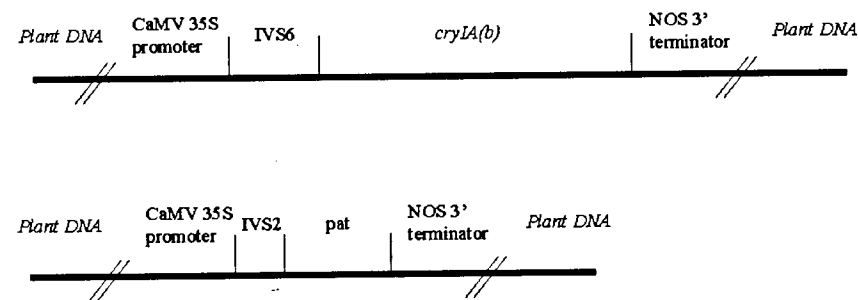 Plant DNA
CaMV 35S
promoter
IVS6
cryIA(b)
NOS 3'
terminator
Plant DNA
Plant DNA
CaMV 35S
promoter
IVS2
pat
NOS 3'
terminator
Plant DNA